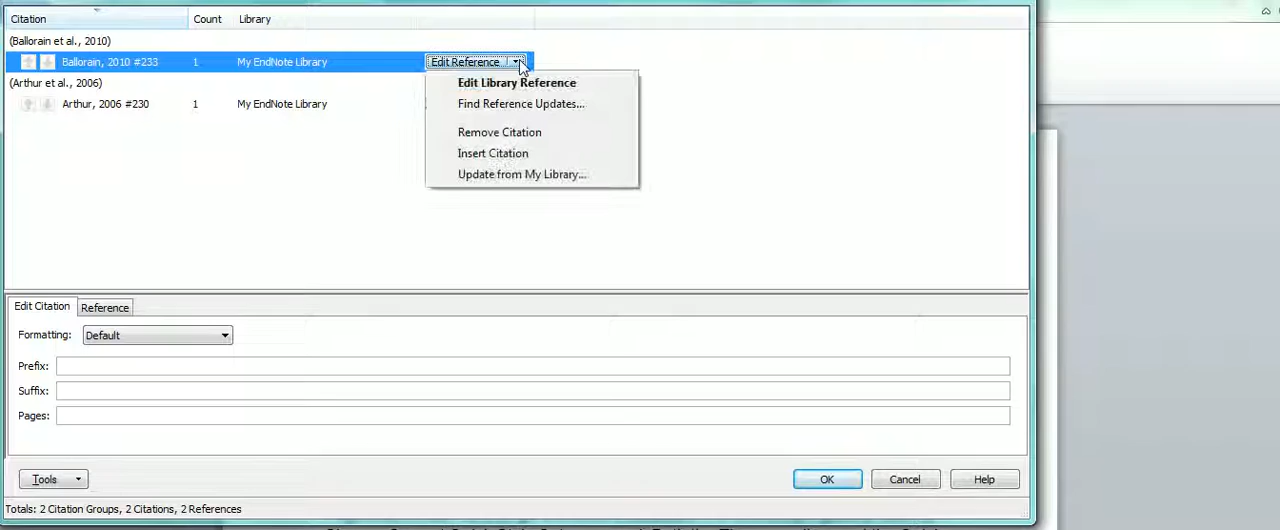 Citation Count Library
(Ballorain et al., 2010)
Ballorain, 2010 #233 1 My EndNote Library Edit Reference
Edit Library Reference
(Arthur et al., 2006)
Arthur, 2006 #230 1 My EndNote Library
Find Reference Updates...
Remove Citation
Insert Citation
Update from My Library...
Edit Citation Reference
Formatting: Default
Prefix:
Suffix:
Pages:
Tools OK Cancel Help
Totals: 2 Citation Groups, 2 Citations, 2 References